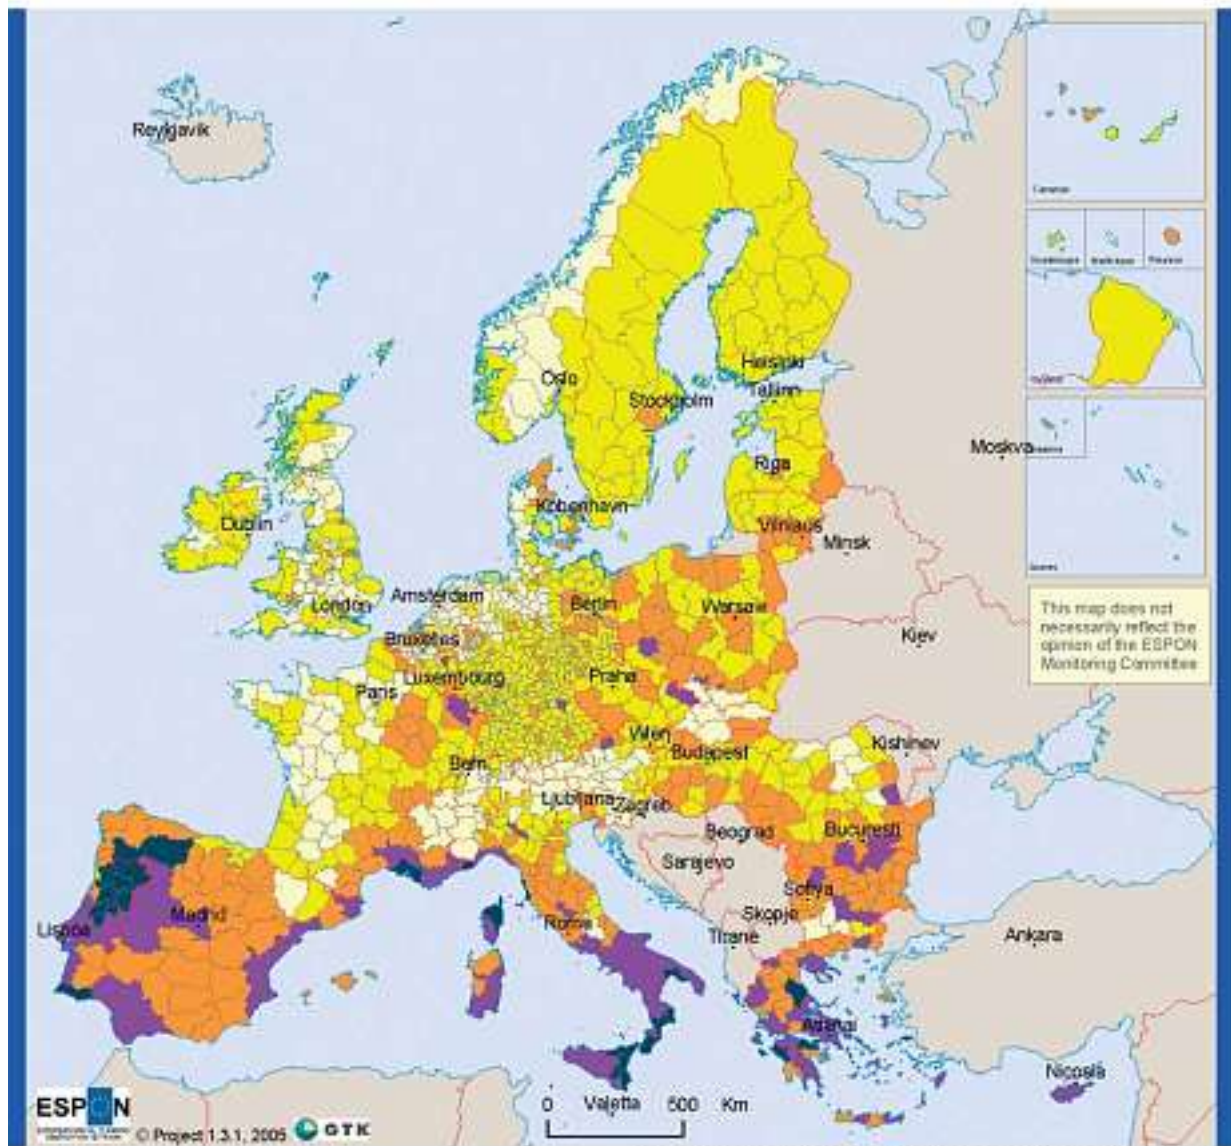 Reykjavik
Oslo
Helsinki
Tallinn
Stockholm
Riga
Moskva
København
Vilniaus
Minsk
Dublin
London
Amsterdam
Berlin
Warsaw
Bruxelles
Kiev
Luxembourg
Praha
Paris
Wien
Budapest
Kishinev
Bern
Ljubljana
Zagreb
Beograd
Bucuresti
Sarajevo
Sofiya
Madrid
Lisboa
Roma
Skopje
Tirane
Ankara
Athinai
Nicosia
Valetta
0
500
Km
This map does not
necessarily reflect the
opinion of the ESPON
Monitoring Committee
ESPON
© Project 1.3.1, 2005
GTK